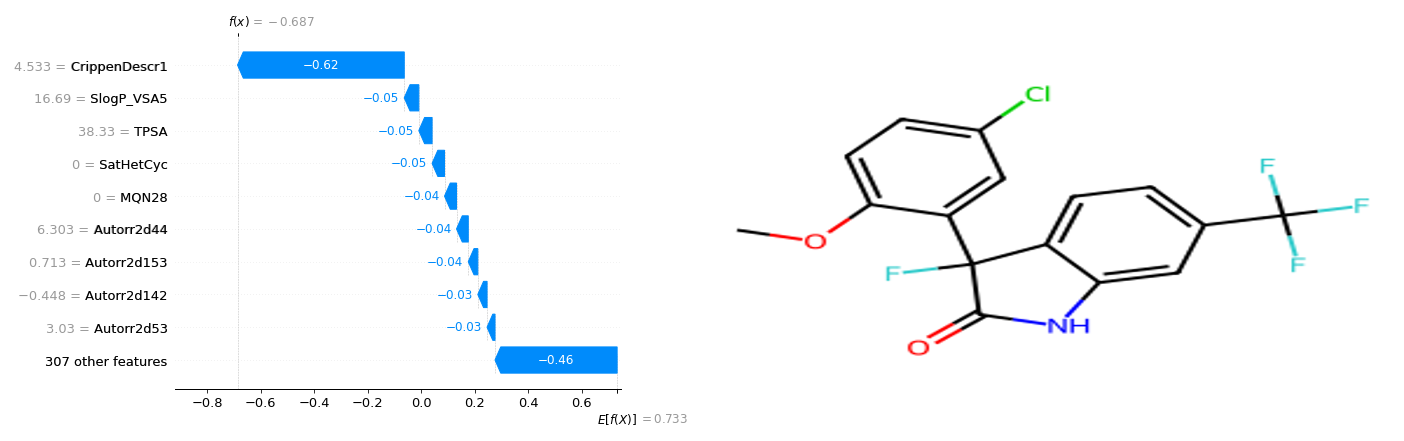 f(x) = −0.687
4.533 = CrippenDescr1
−0.62
16.69 = SlogP_VSA5
−0.05
38.33 = TPSA
−0.05
0 = SatHetCyc
−0.05
0 = MQN28
−0.04
6.303 = Autorr2d44
−0.04
0.713 = Autorr2d153
−0.04
−0.448 = Autorr2d142
−0.03
3.03 = Autorr2d53
−0.03
307 other features
−0.46
−0.8 −0.6 −0.4 −0.2 0.0 0.2 0.4 0.6
E[f(X)] = 0.733
Cl
F
F
O
F
F
NH
O